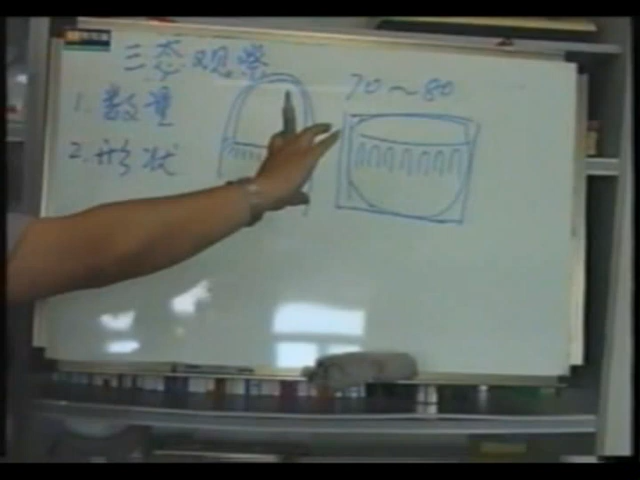 三态观察
70～80
1. 数量
2. 形状